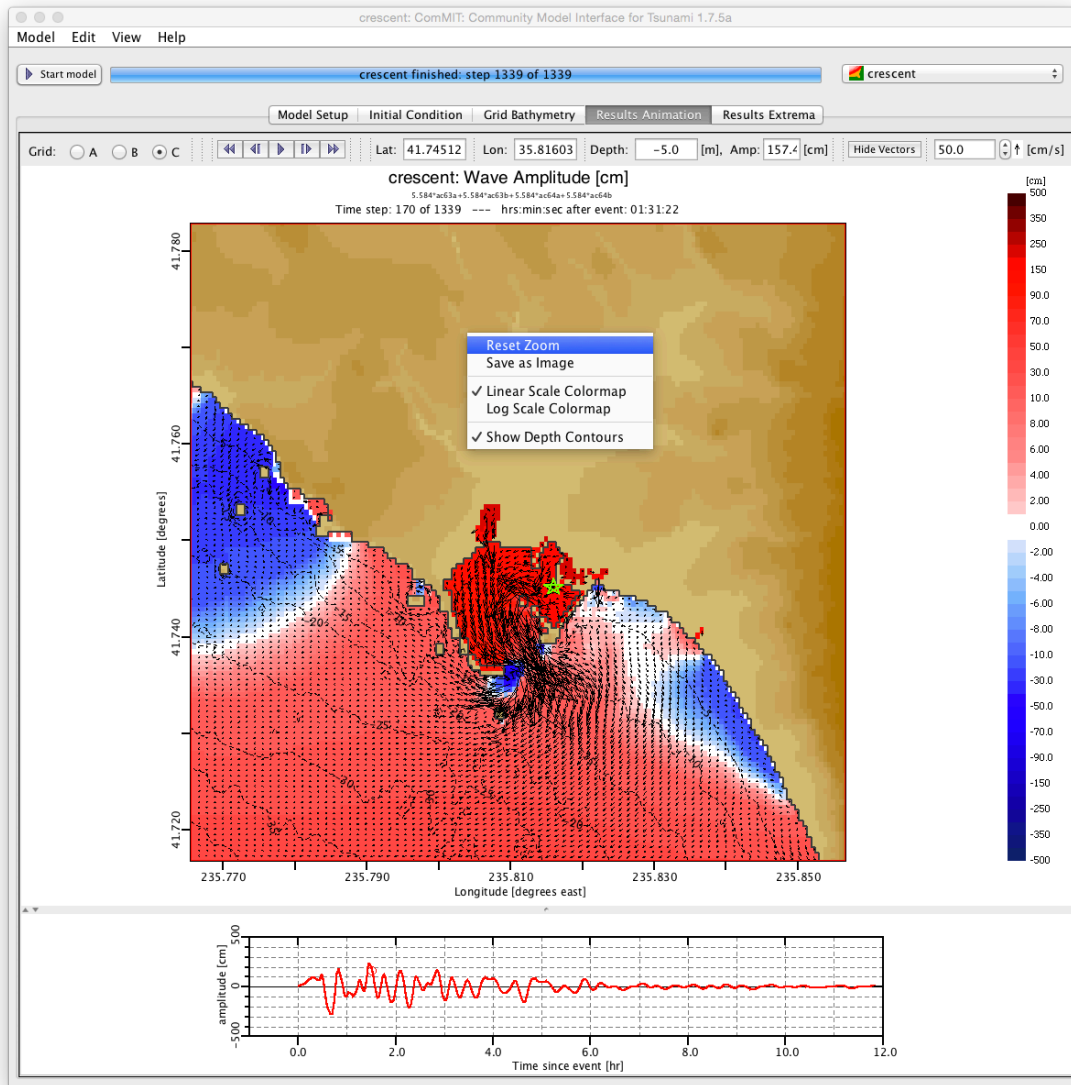 crescent: ComMIT: Community Model Interface for Tsunami 1.7.5a
Model Edit View Help
Start model
crescent finished: step 1339 of 1339
crescent
Model Setup
Initial Condition
Grid Bathymetry
Results Animation
Results Extrema
Grid: A B C
Lat: 41.74512 Lon: 35.81603 Depth: -5.0 [m], Amp: 157.4 [cm] Hide Vectors 50.0 [cm/s]
crescent: Wave Amplitude [cm]
5.584*ac63a+5.584*ac63b+5.584*ac64a+5.584*ac64b
Time step: 170 of 1339 --- hrs:min:sec after event: 01:31:22
Reset Zoom
Save as Image
Linear Scale Colormap
Log Scale Colormap
Show Depth Contours
Latitude [degrees]
41.780
41.760
41.740
41.720
235.770 235.790 235.810 235.830 235.850
Longitude [degrees east]
[cm]
500
350
250
150
90.0
70.0
50.0
30.0
10.0
8.00
6.00
4.00
2.00
0.00
-2.00
-4.00
-6.00
-8.00
-10.0
-30.0
-50.0
-70.0
-90.0
-150
-250
-350
-500
amplitude [cm]
500
0
-500
0.0 2.0 4.0 6.0 8.0 10.0 12.0
Time since event [hr]